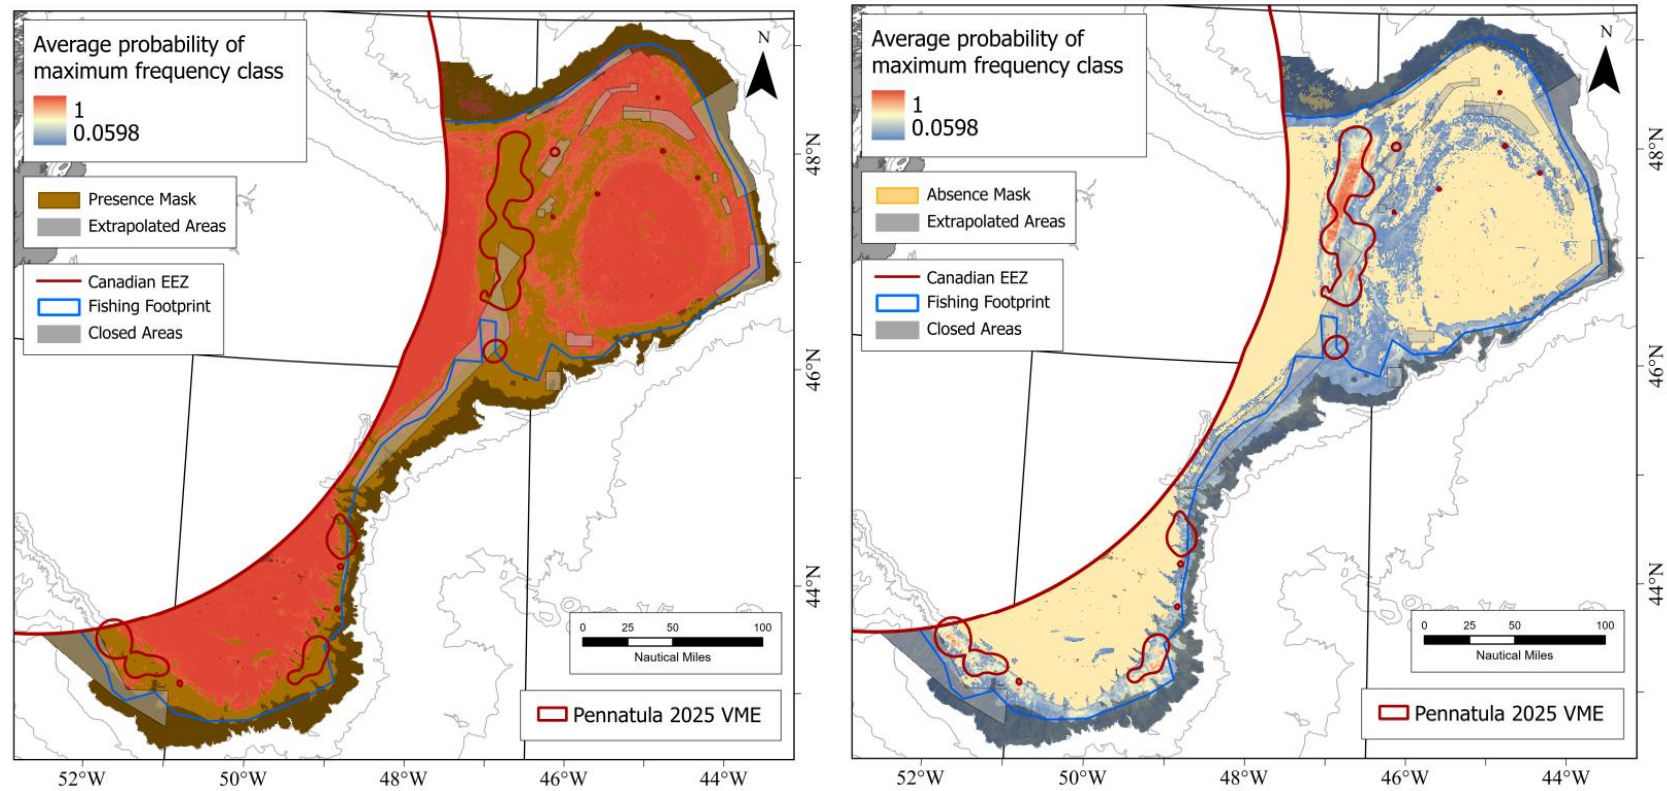 Average probability of
maximum frequency class
1
0.0598
Presence Mask
Extrapolated Areas
Canadian EEZ
Fishing Footprint
Closed Areas
N
48°N
46°N
44°N
0 25 50 100
Nautical Miles
Pennatula 2025 VME
52°W 50°W 48°W 46°W 44°W
Average probability of
maximum frequency class
1
0.0598
Absence Mask
Extrapolated Areas
Canadian EEZ
Fishing Footprint
Closed Areas
N
48°N
46°N
44°N
0 25 50 100
Nautical Miles
Pennatula 2025 VME
52°W 50°W 48°W 46°W 44°W